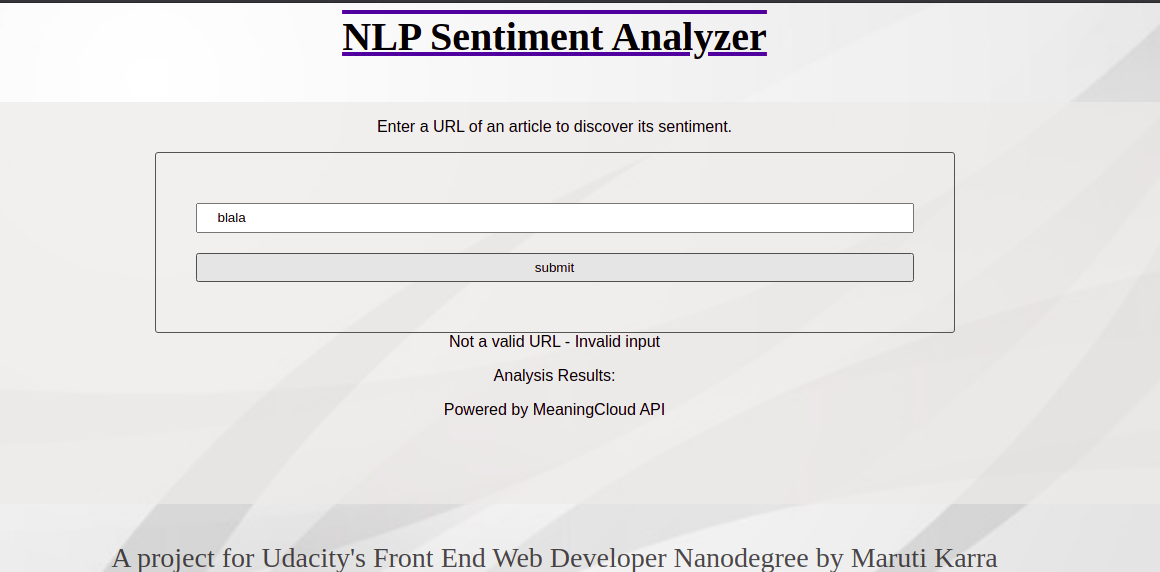 NLP Sentiment Analyzer
Enter a URL of an article to discover its sentiment.
blala
submit
Not a valid URL - Invalid input
Analysis Results:
Powered by MeaningCloud API
A project for Udacity's Front End Web Developer Nanodegree by Maruti Karra